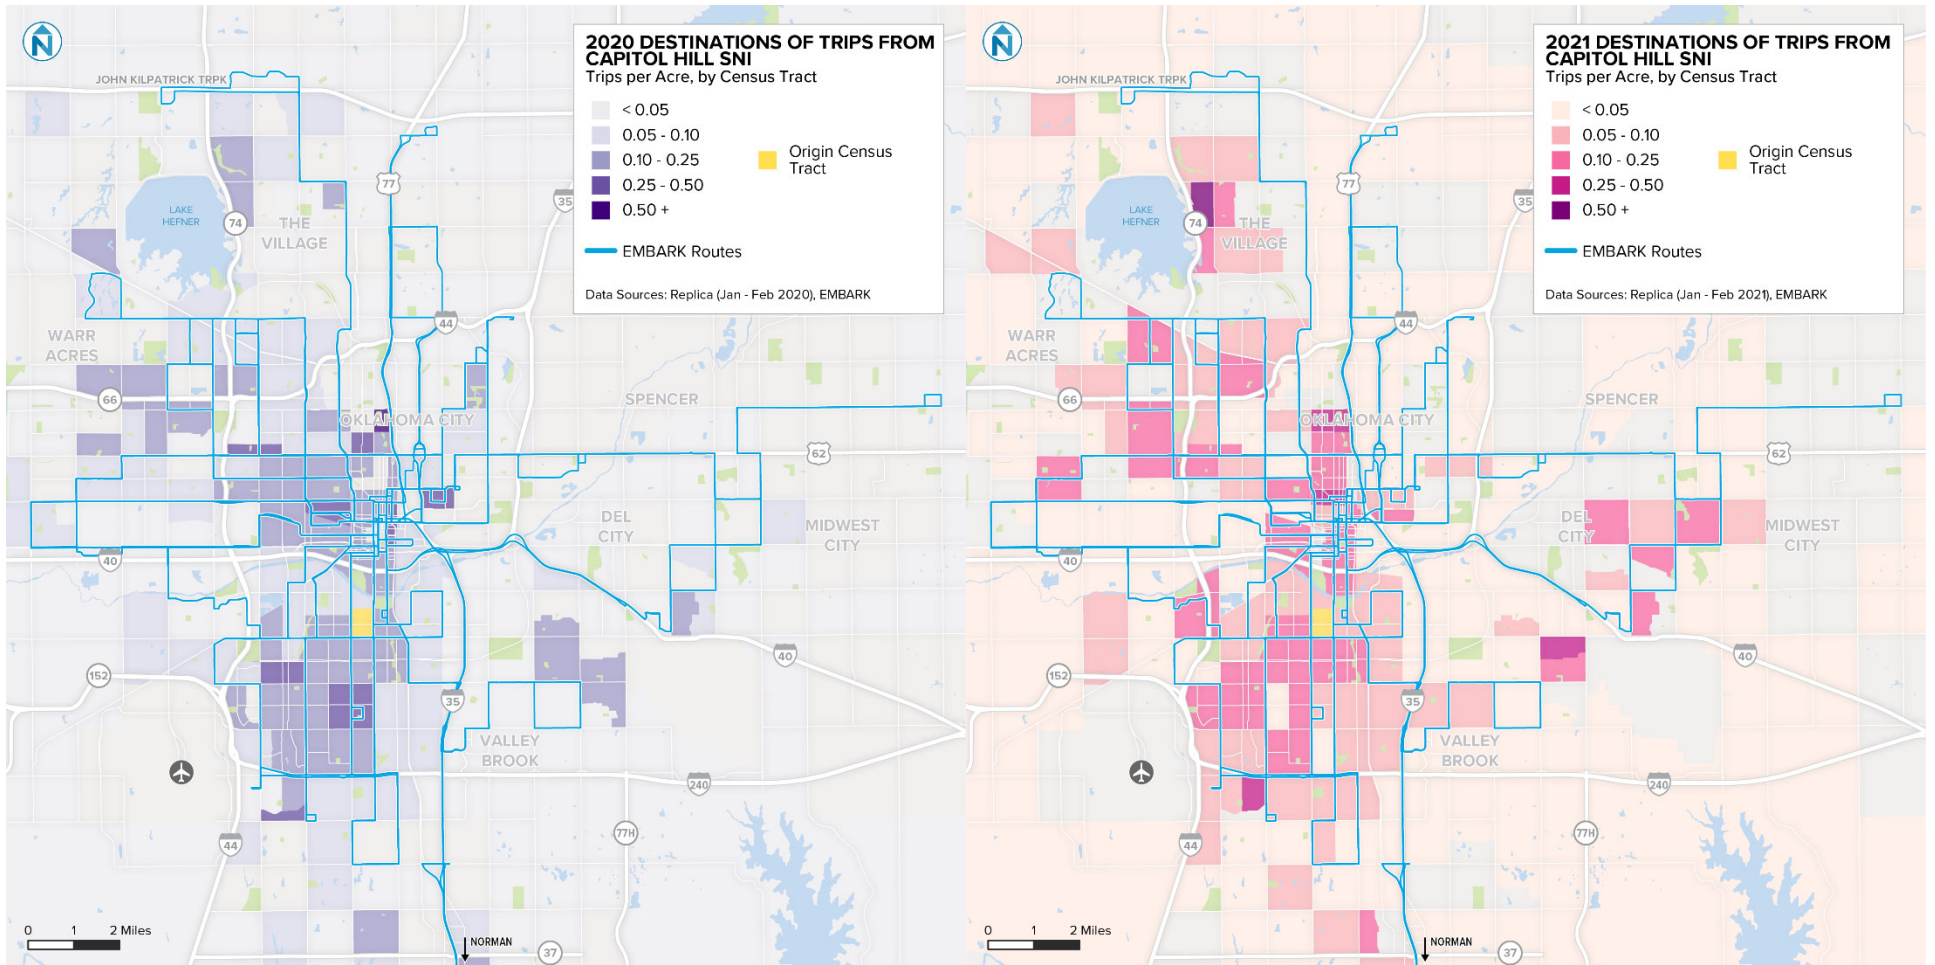 N
2020 DESTINATIONS OF TRIPS FROM
CAPITOL HILL SNI
Trips per Acre, by Census Tract
< 0.05
0.05 - 0.10
0.10 - 0.25
0.25 - 0.50
0.50 +
Origin Census
Tract
EMBARK Routes
Data Sources: Replica (Jan - Feb 2020), EMBARK
JOHN KILPATRICK TRPK
77
35
LAKE
HEFNER
74
THE
VILLAGE
44
WARR
ACRES
66
OKLAHOMA CITY
SPENCER
62
DEL
CITY
MIDWEST
CITY
40
152
40
35
VALLEY
BROOK
240
44
77H
0 1 2 Miles
NORMAN
37
N
2021 DESTINATIONS OF TRIPS FROM
CAPITOL HILL SNI
Trips per Acre, by Census Tract
< 0.05
0.05 - 0.10
0.10 - 0.25
0.25 - 0.50
0.50 +
Origin Census
Tract
EMBARK Routes
Data Sources: Replica (Jan - Feb 2021), EMBARK
JOHN KILPATRICK TRPK
77
35
LAKE
HEFNER
74
THE
VILLAGE
44
WARR
ACRES
66
OKLAHOMA CITY
SPENCER
62
DEL
CITY
MIDWEST
CITY
40
152
40
35
VALLEY
BROOK
240
44
77H
0 1 2 Miles
NORMAN
37